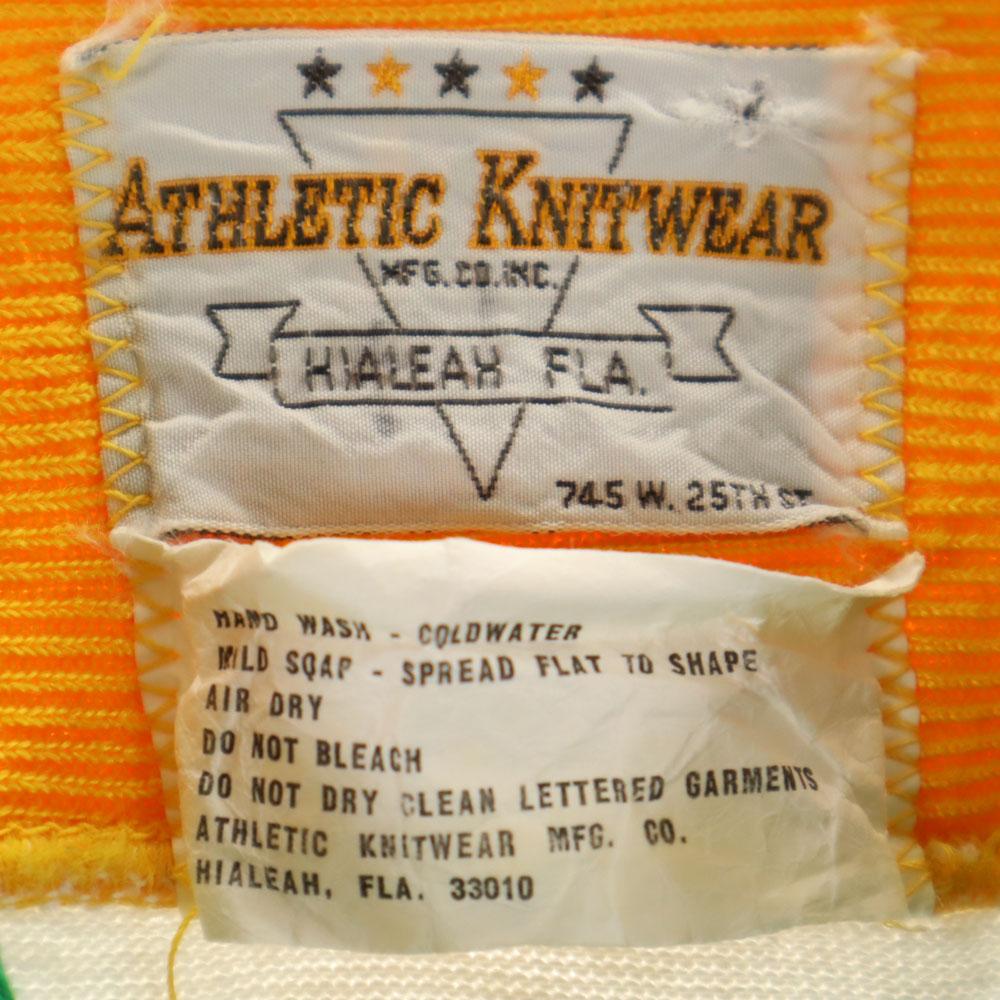 ATHLETIC KNITWEAR
MFG.CO.INC.
HIALEAH FLA.
745 W. 25TH ST
HAND WASH - COLDWATER
MILD SOAP - SPREAD FLAT TO SHAPE
AIR DRY
DO NOT BLEACH
DO NOT DRY CLEAN LETTERED GARMENTS
ATHLETIC KNITWEAR MFG. CO.
HIALEAH, FLA. 33010